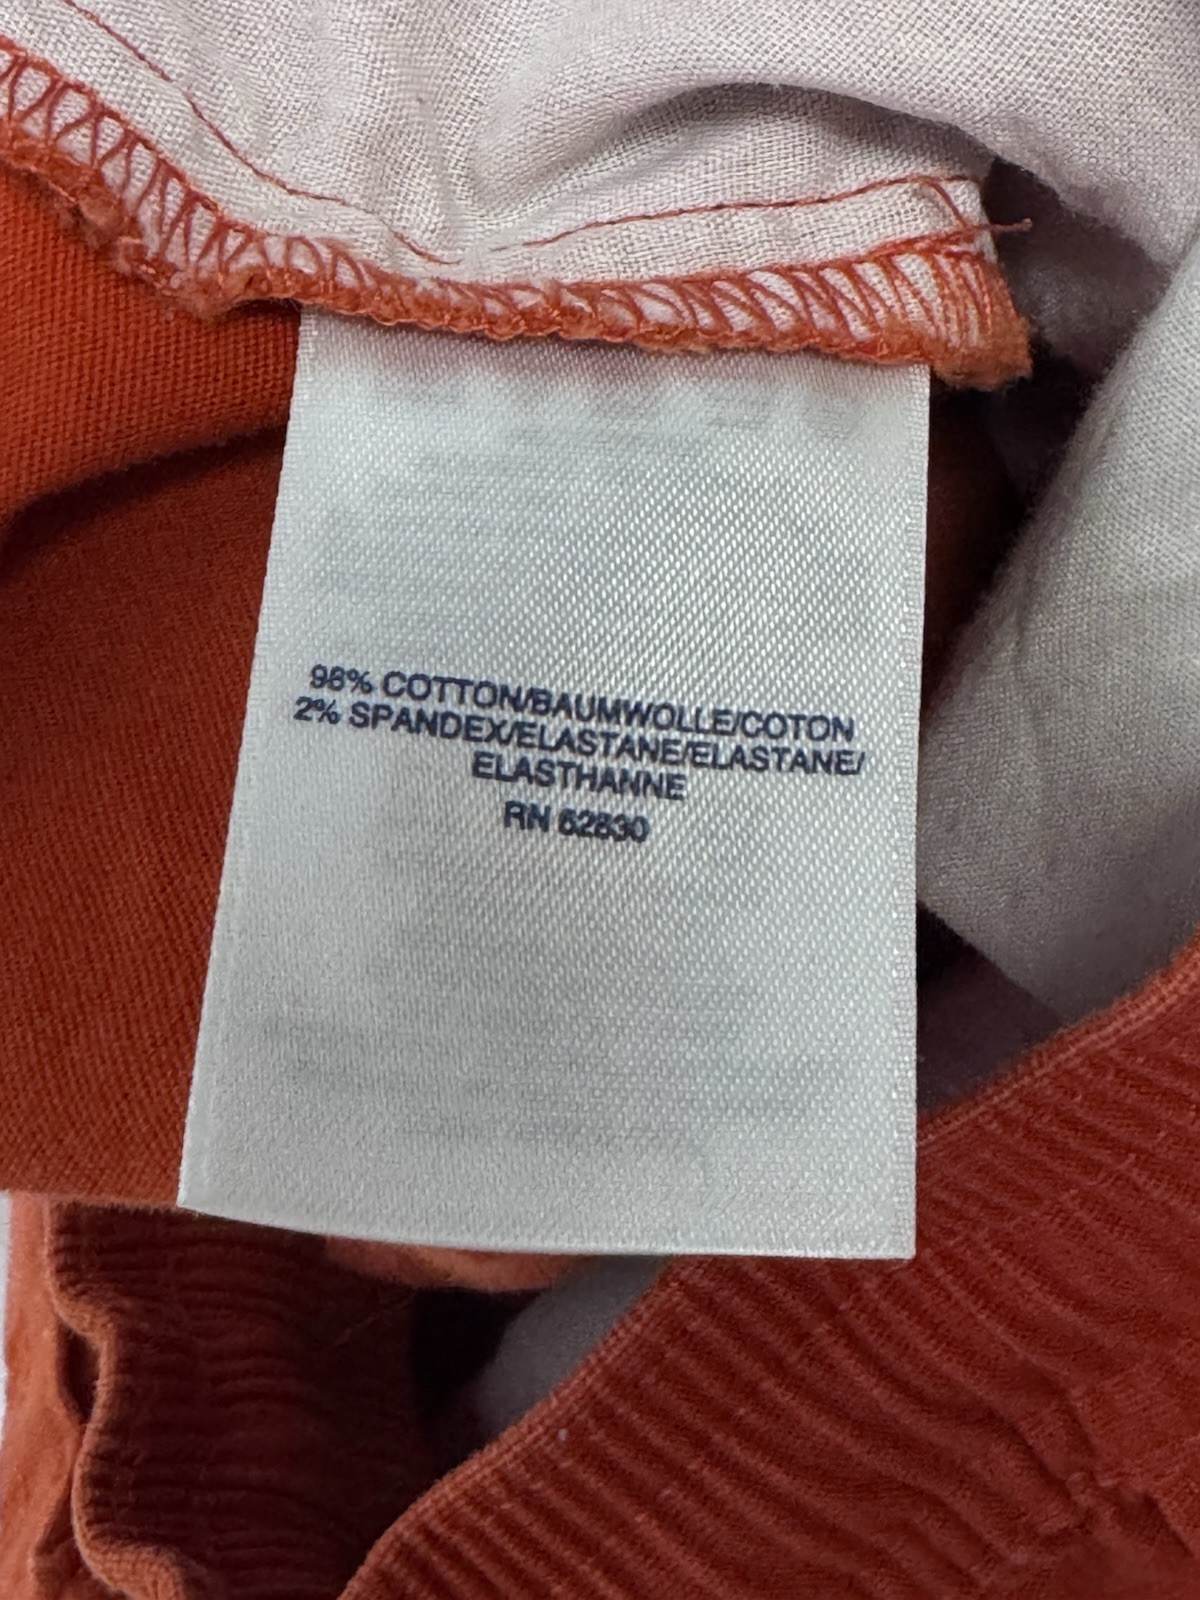 98% COTTON/BAUMWOLLE/COTON
2% SPANDEX/ELASTANE/ELASTANE/
ELASTHANNE
RN 62830